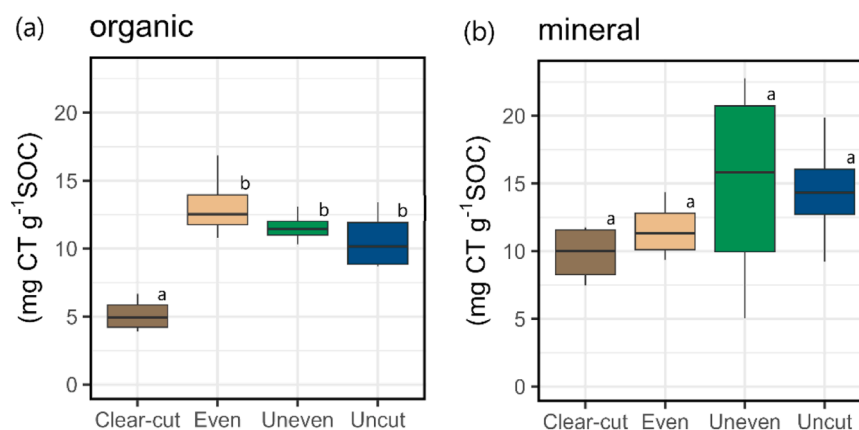 (a) organic
(mg CT g⁻¹SOC)
20
15
10
5
0
a
b
b
b
Clear-cut Even Uneven Uncut
(b) mineral
(mg CT g⁻¹SOC)
20
15
10
5
0
a
a
a
a
Clear-cut Even Uneven Uncut